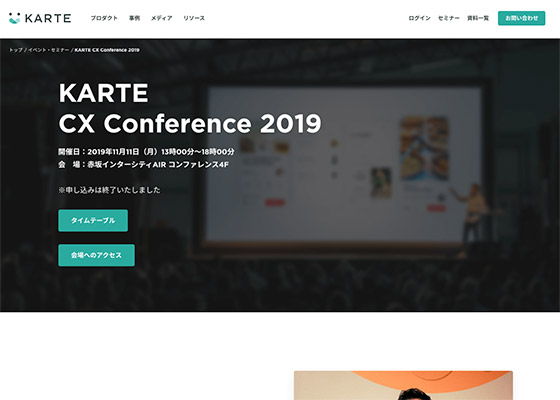 KARTE
プロダクト 事例 メディア リソース
ログイン セミナー 資料一覧 お問い合わせ
トップ / イベント・セミナー / KARTE CX Conference 2019
KARTE
CX Conference 2019
開催日：2019年11月11日（月）13時00分〜18時00分
会　場：赤坂インターシティAIR コンファレンス4F
※申し込みは終了いたしました
タイムテーブル
会場へのアクセス